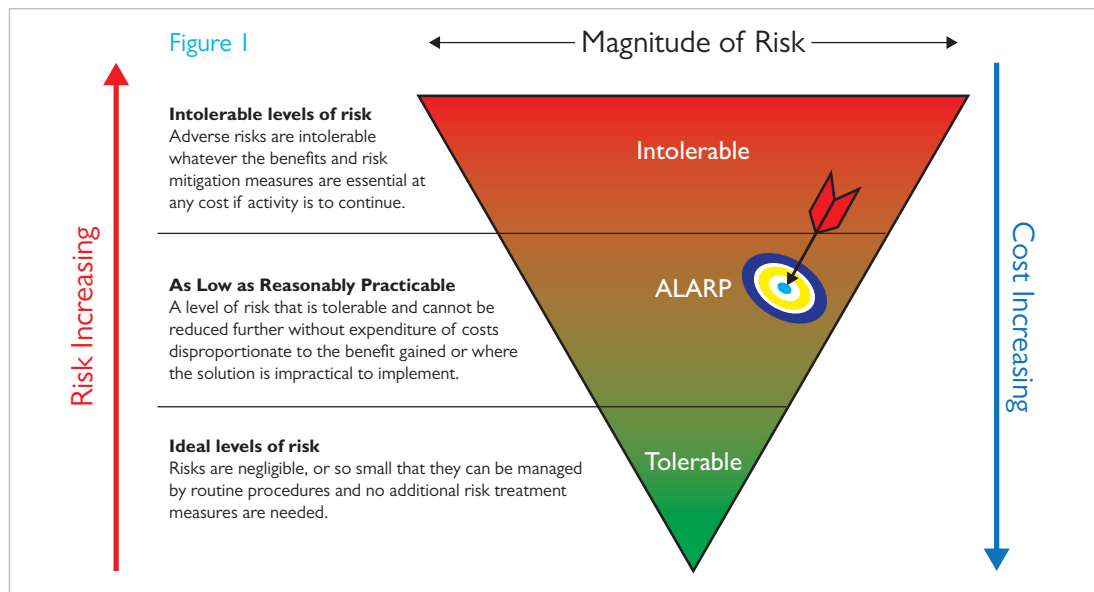 Figure 1
Magnitude of Risk
Risk Increasing
Intolerable levels of risk
Adverse risks are intolerable
whatever the benefits and risk
mitigation measures are essential at
any cost if activity is to continue.
Intolerable
As Low as Reasonably Practicable
A level of risk that is tolerable and cannot be
reduced further without expenditure of costs
disproportionate to the benefit gained or where
the solution is impractical to implement.
ALARP
Ideal levels of risk
Risks are negligible, or so small that they can be managed
by routine procedures and no additional risk treatment
measures are needed.
Tolerable
Cost Increasing